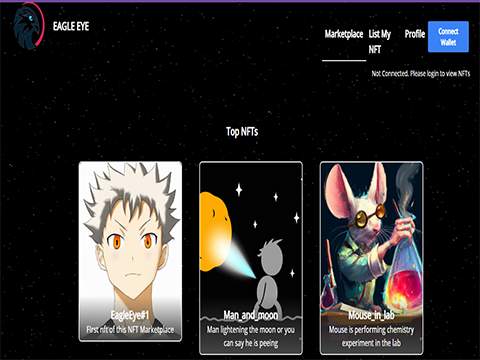 EAGLE EYE
Marketplace
List My
NFT
Profile
Connect
Wallet
Not Connected. Please login to view NFTs
Top NFTs
EagleEye#1
First nft of this NFT Marketplace
Man_and_moon
Man lightening the moon or you
can say he is peeing
Mouse_in_lab
Mouse is performing chemistry
experiment in the lab